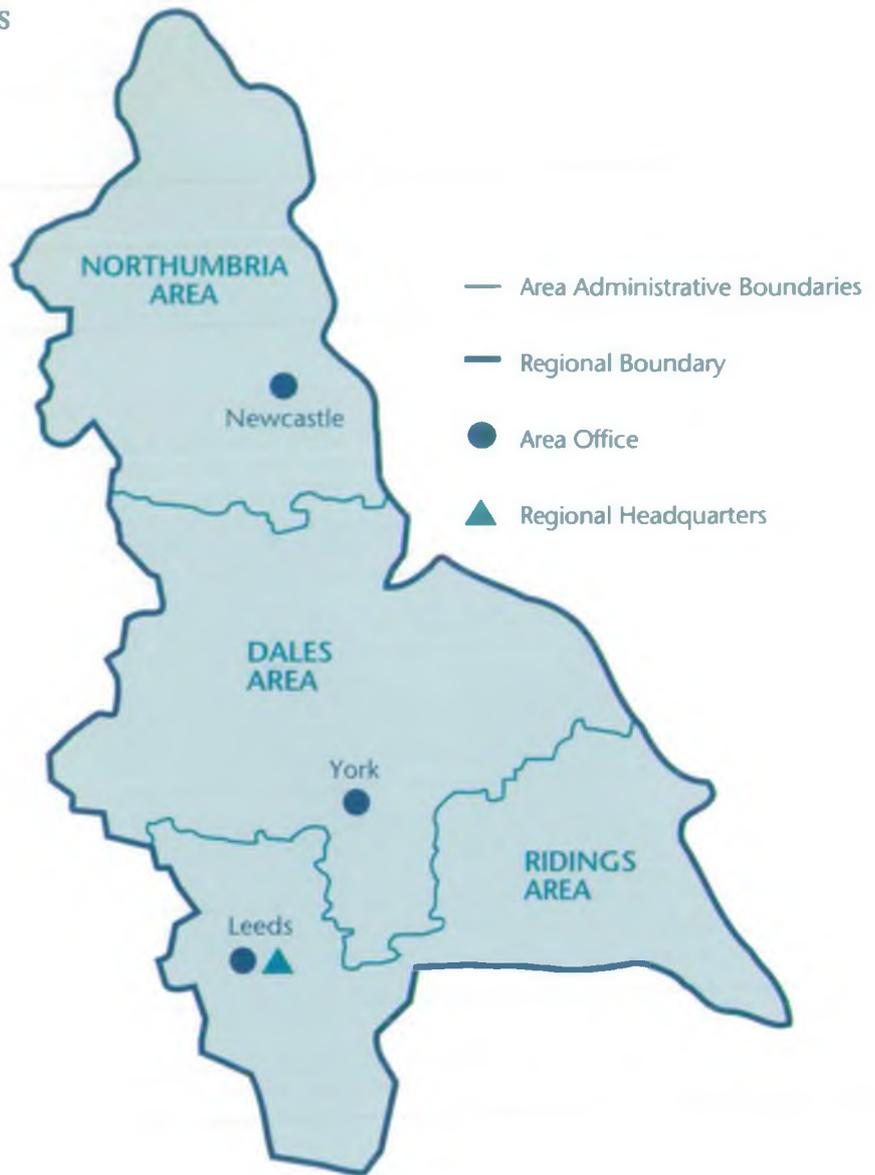 S
NORTHUMBRIA
AREA
Newcastle
Area Administrative Boundaries
Regional Boundary
Area Office
Regional Headquarters
DALES
AREA
York
RIDINGS
AREA
Leeds